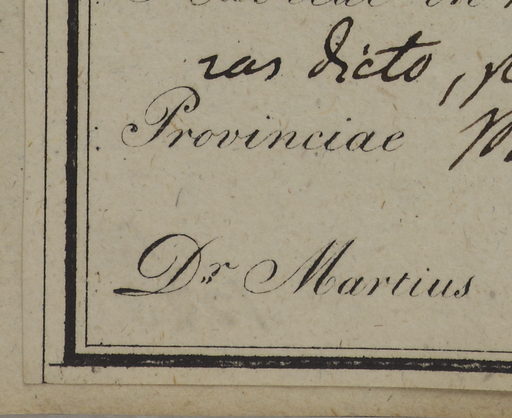 ras dicto,
Provinciae
Dr Martius